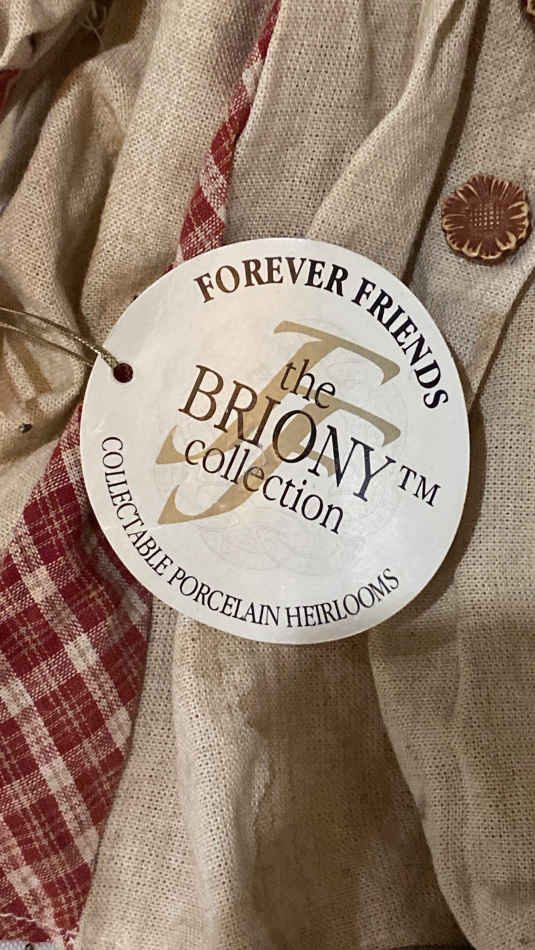 FOREVER FRIENDS
the
BRIONY™
collection
COLLECTABLE PORCELAIN HEIRLOOMS